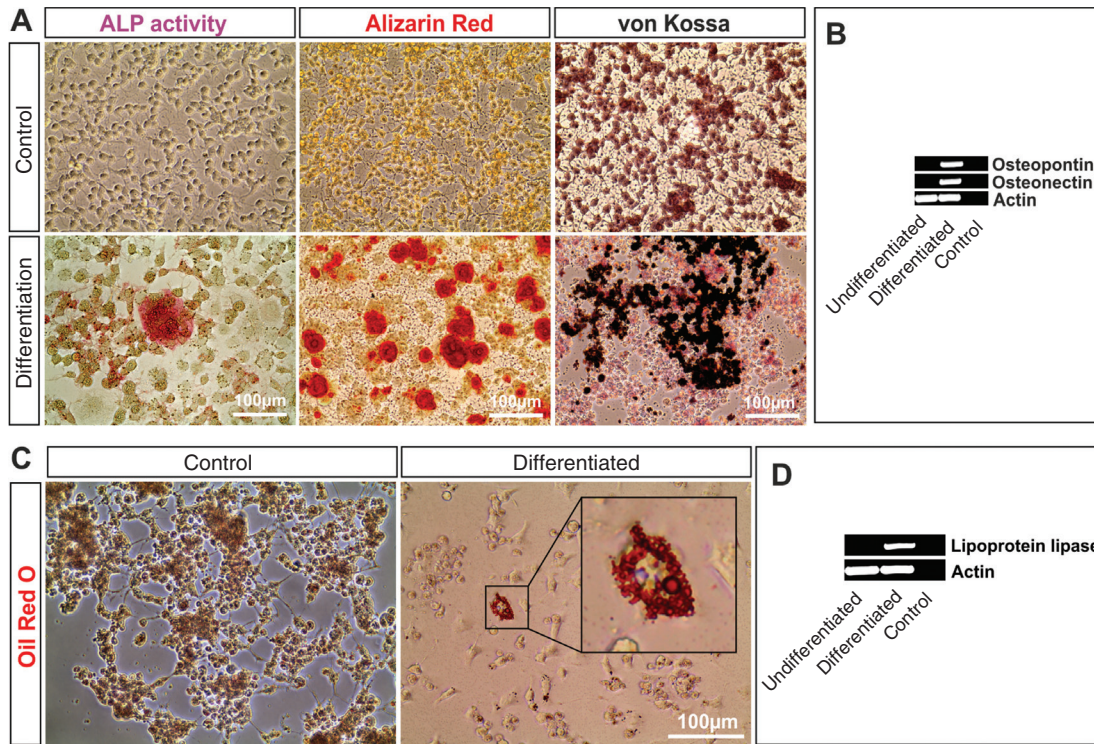 A
ALP activity
Alizarin Red
von Kossa
Control
Differentiation
100µm
100µm
100µm
B
Osteopontin
Osteonectin
Actin
Undifferentiated
Differentiated
Control
C
Control
Differentiated
Oil Red O
100µm
D
Lipoprotein lipase
Actin
Undifferentiated
Differentiated
Control